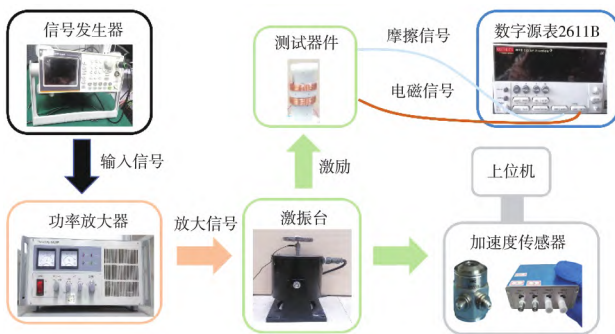 信号发生器
测试器件
摩擦信号
数字源表2611B
电磁信号
输入信号
激励
上位机
功率放大器
放大信号
激振台
加速度传感器